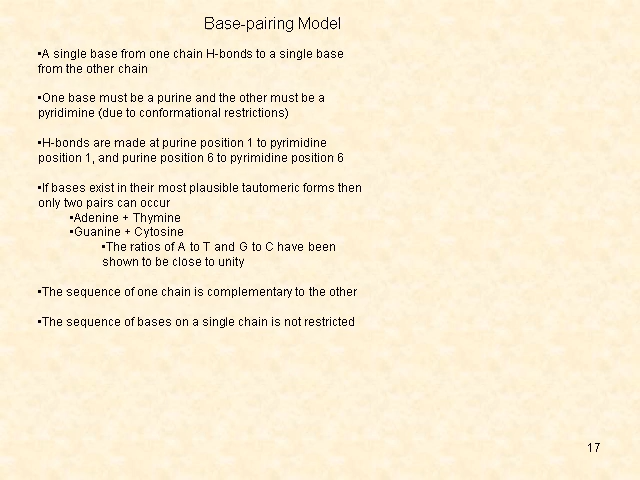 Base-pairing Model
•A single base from one chain H-bonds to a single base
from the other chain
•One base must be a purine and the other must be a
pyridimine (due to conformational restrictions)
•H-bonds are made at purine position 1 to pyrimidine
position 1, and purine position 6 to pyrimidine position 6
•If bases exist in their most plausible tautomeric forms then
only two pairs can occur
•Adenine + Thymine
•Guanine + Cytosine
•The ratios of A to T and G to C have been
shown to be close to unity
•The sequence of one chain is complementary to the other
•The sequence of bases on a single chain is not restricted
17